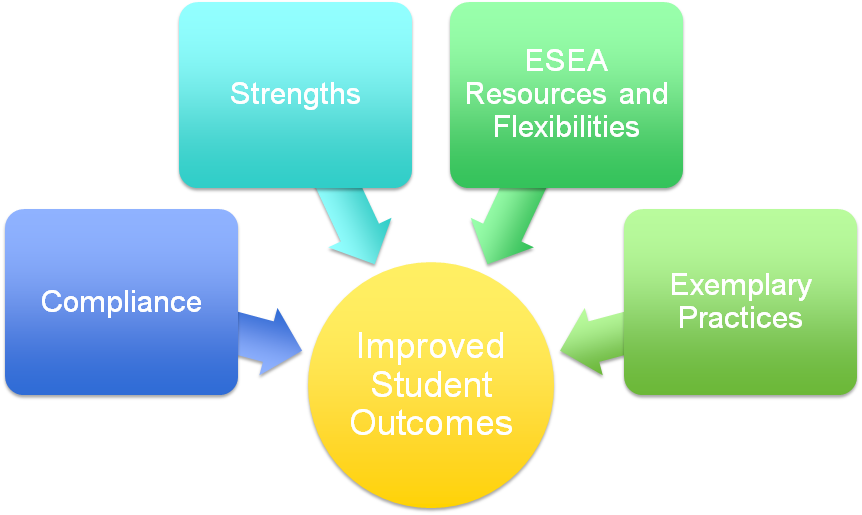 Strengths
ESEA
Resources and
Flexibilities
Compliance
Exemplary
Practices
Improved
Student
Outcomes